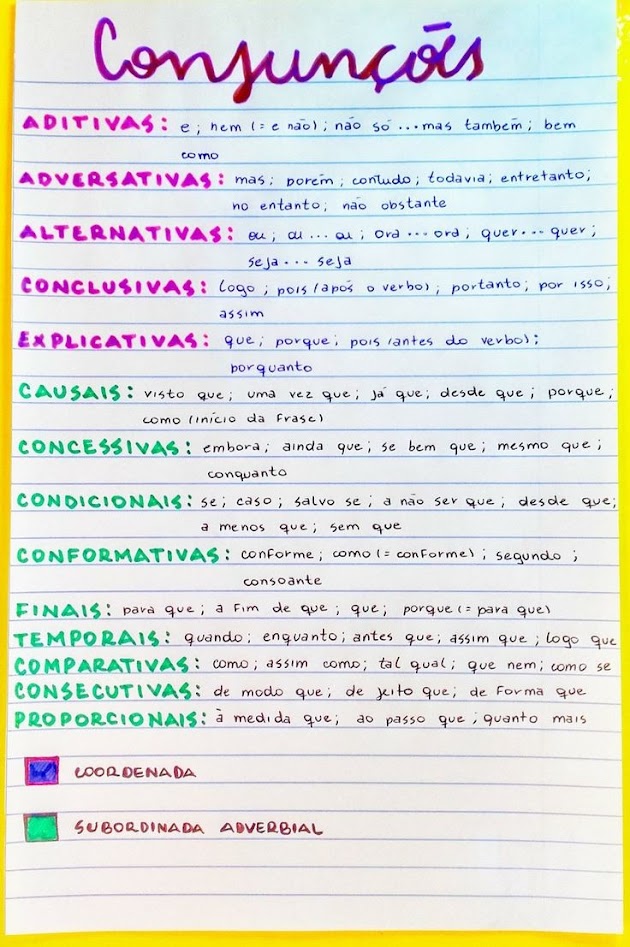 Conjunções
ADITIVAS: e; nem (= e não); não só ... mas também; bem
como
ADVERSATIVAS: mas; porém; contudo; todavia; entretanto;
no entanto; não obstante
ALTERNATIVAS: ou; ou ... ou; ora ... ora; quer ... quer;
seja ... seja
CONCLUSIVAS: logo; pois (após o verbo); portanto; por isso;
assim
EXPLICATIVAS: que; porque; pois (antes do verbo);
porquanto
CAUSAIS: visto que; uma vez que; já que; desde que; porque;
como (início da frase)
CONCESSIVAS: embora; ainda que; se bem que; mesmo que;
conquanto
CONDICIONAIS: se; caso; salvo se; a não ser que; desde que;
a menos que; sem que
CONFORMATIVAS: conforme; como (= conforme); segundo;
consoante
FINAIS: para que; a fim de que; que; porque (= para que)
TEMPORAIS: quando; enquanto; antes que; assim que; logo que
COMPARATIVAS: como; assim como; tal qual; que nem; como se
CONSECUTIVAS: de modo que; de jeito que; de forma que
PROPORCIONAIS: à medida que; ao passo que; quanto mais
COORDENADA
SUBORDINADA ADVERBIAL